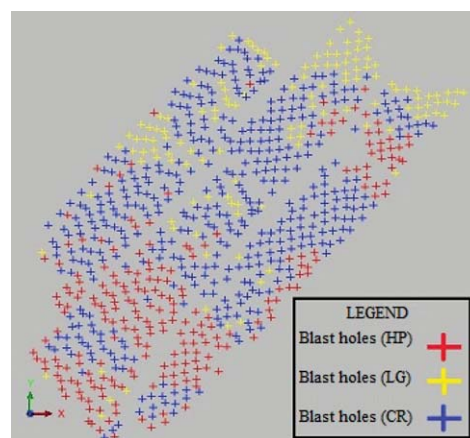 LEGEND
Blast holes (HP)
Blast holes (LG)
Blast holes (CR)
Y
X